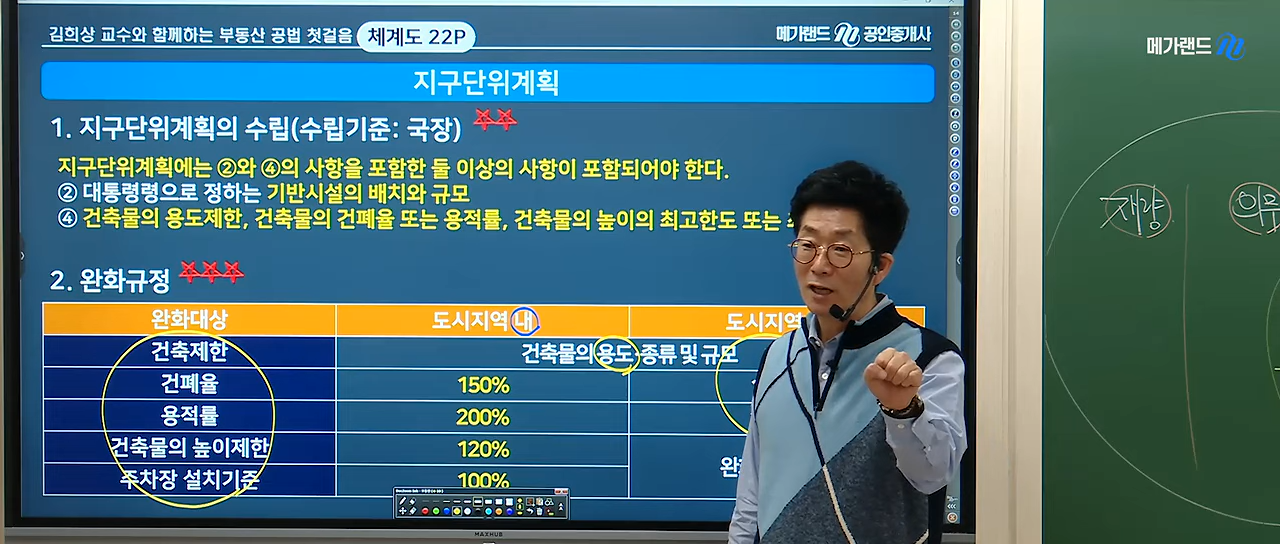 김희상 교수와 함께하는 부동산 공법 첫걸음 체계도 22P
메가랜드 공인중개사
메가랜드
지구단위계획
1. 지구단위계획의 수립(수립기준: 국장)
지구단위계획에는 ②와 ④의 사항을 포함한 둘 이상의 사항이 포함되어야 한다.
② 대통령령으로 정하는 기반시설의 배치와 규모
④ 건축물의 용도제한, 건축물의 건폐율 또는 용적률, 건축물의 높이의 최고한도 또는
재량
의무
2. 완화규정
완화대상 도시지역 내 도시지역
건축제한 건축물의 용도·종류 및 규모
건폐율 150%
용적률 200%
건축물의 높이제한 120%
주차장 설치기준 100%
MAXHUB